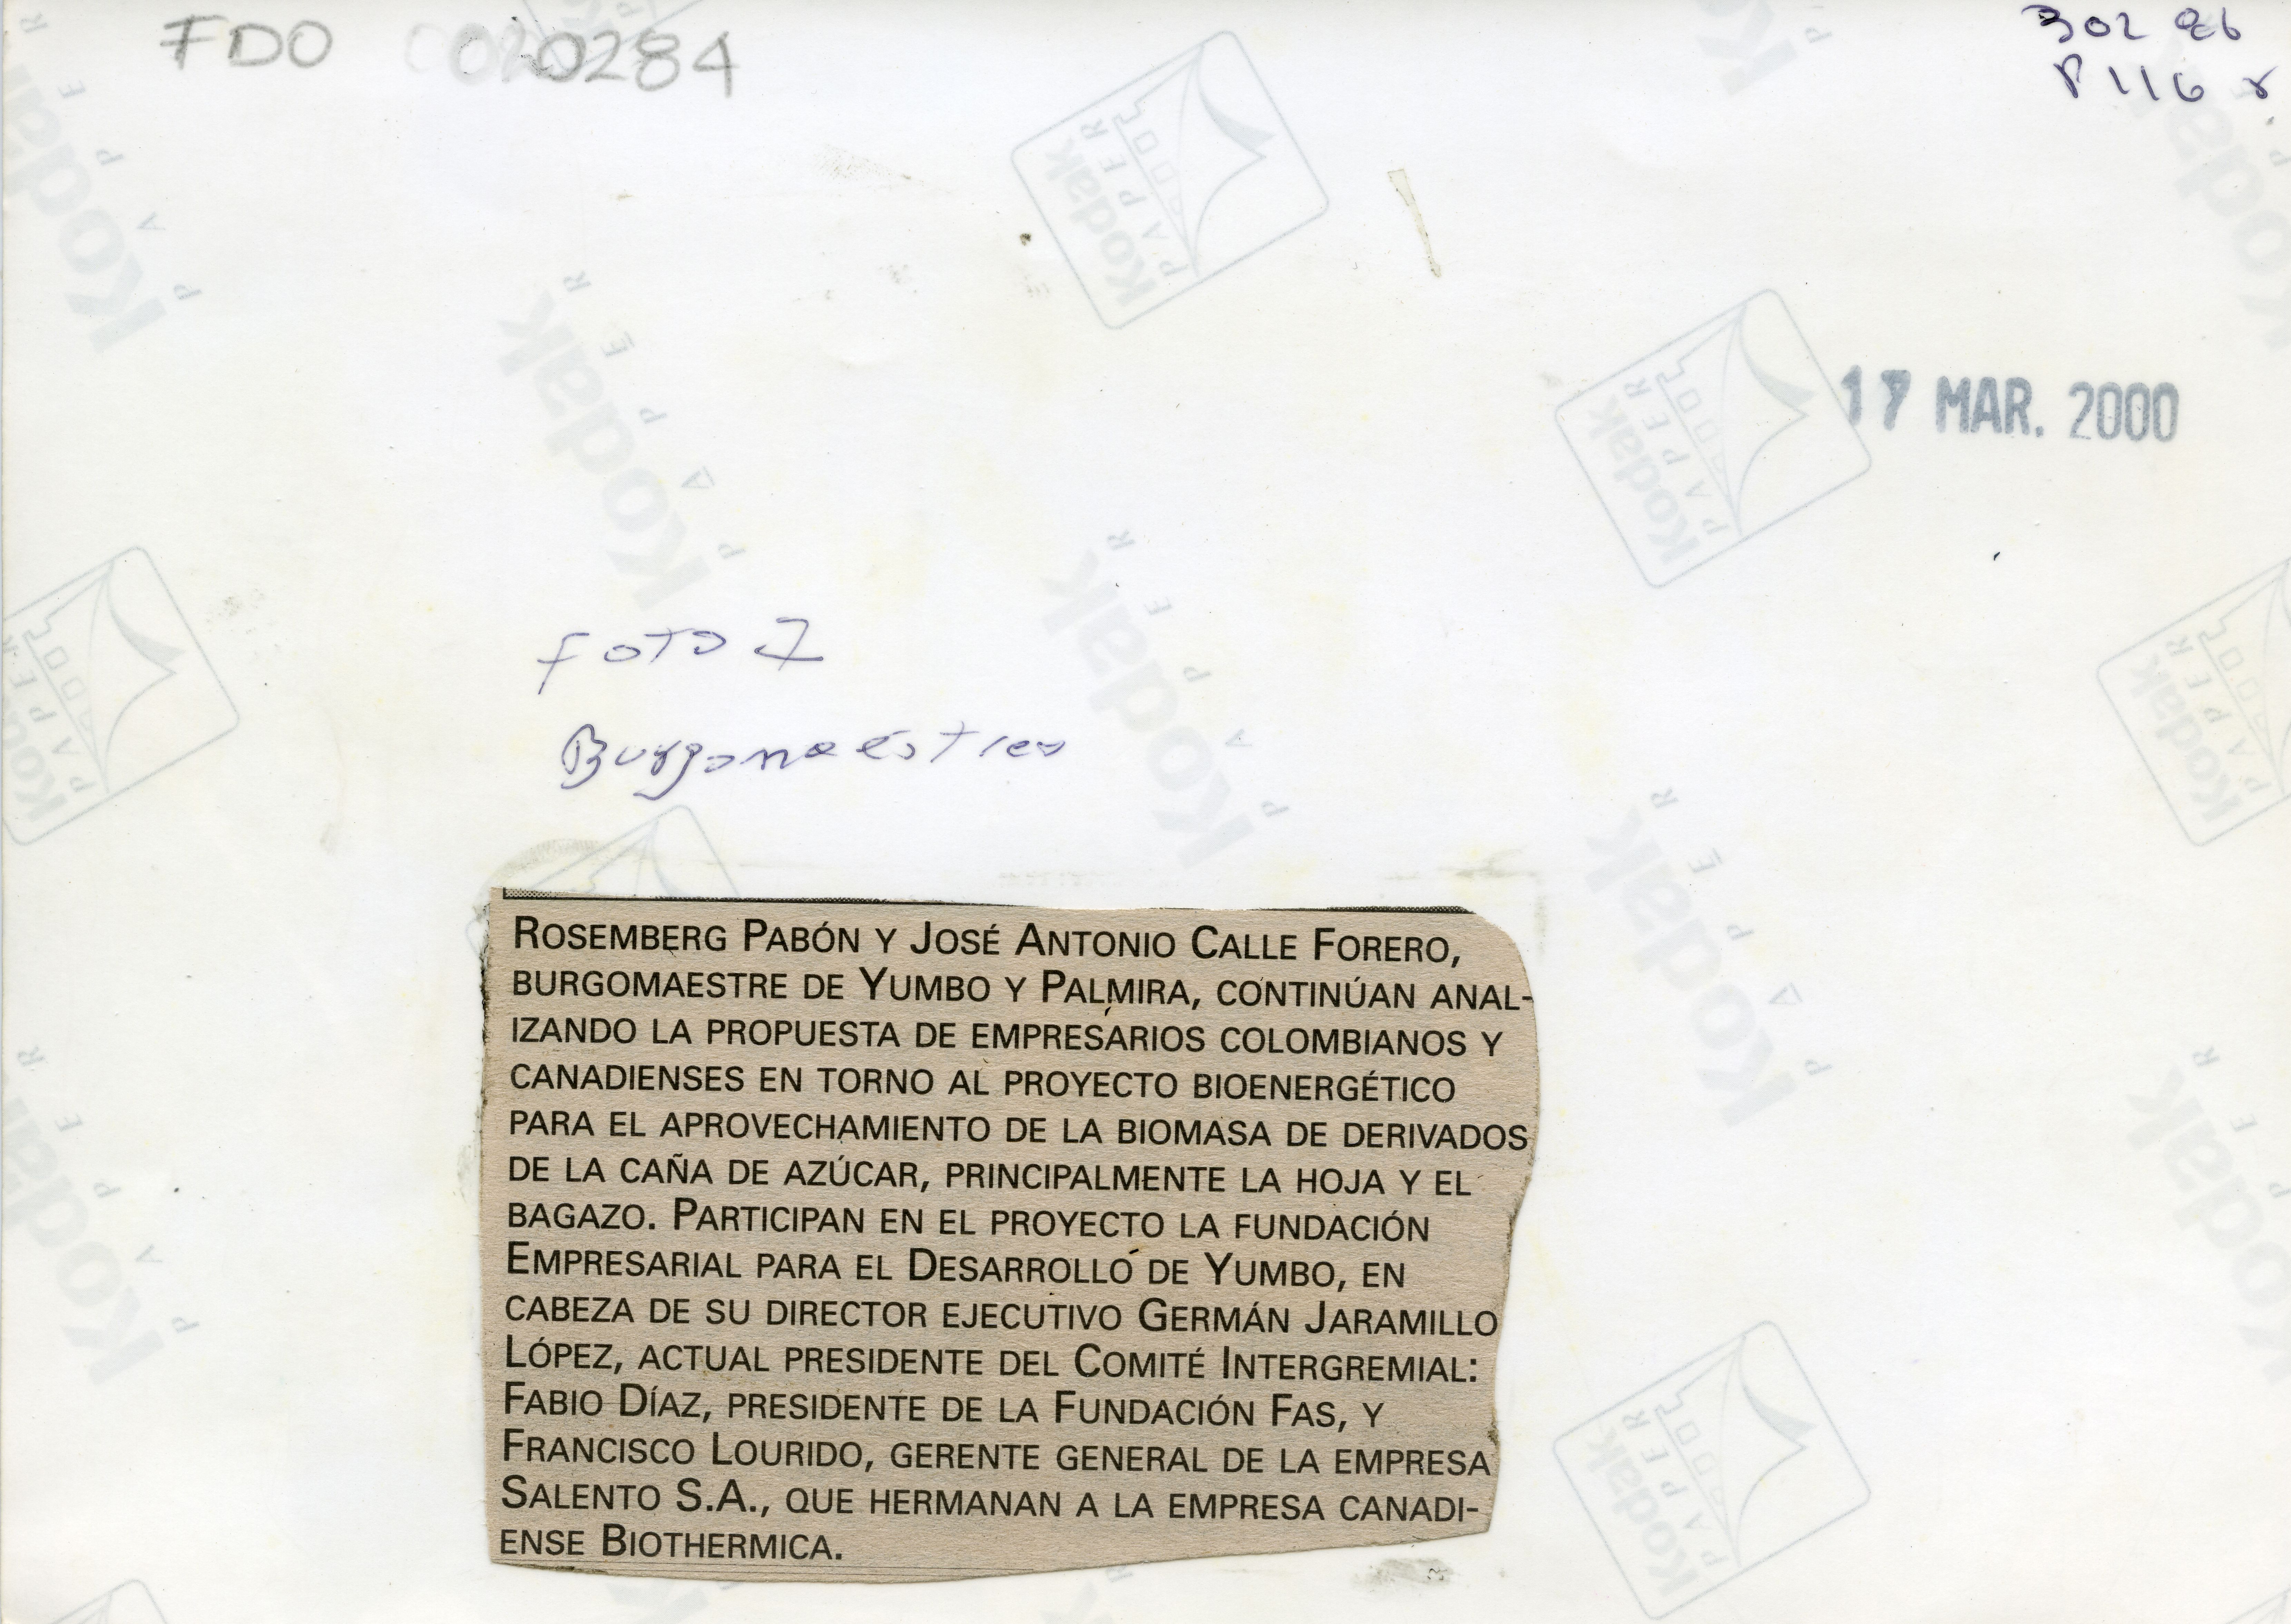 FDO 020284
302 86
P 116 r
17 MAR. 2000
FOTO 7
ROSEMBERG PABÓN Y JOSÉ ANTONIO CALLE FORERO,
BURGOMAESTRE DE YUMBO Y PALMIRA, CONTINÚAN ANAL-
IZANDO LA PROPUESTA DE EMPRESARIOS COLOMBIANOS Y
CANADIENSES EN TORNO AL PROYECTO BIOENERGÉTICO
PARA EL APROVECHAMIENTO DE LA BIOMASA DE DERIVADOS
DE LA CAÑA DE AZÚCAR, PRINCIPALMENTE LA HOJA Y EL
BAGAZO. PARTICIPAN EN EL PROYECTO LA FUNDACIÓN
EMPRESARIAL PARA EL DESARROLLO DE YUMBO, EN
CABEZA DE SU DIRECTOR EJECUTIVO GERMÁN JARAMILLO
LÓPEZ, ACTUAL PRESIDENTE DEL COMITÉ INTERGREMIAL:
FABIO DÍAZ, PRESIDENTE DE LA FUNDACIÓN FAS, Y
FRANCISCO LOURIDO, GERENTE GENERAL DE LA EMPRESA
SALENTO S.A., QUE HERMANAN A LA EMPRESA CANADI-
ENSE BIOTHERMICA.
Kodak
PAPER